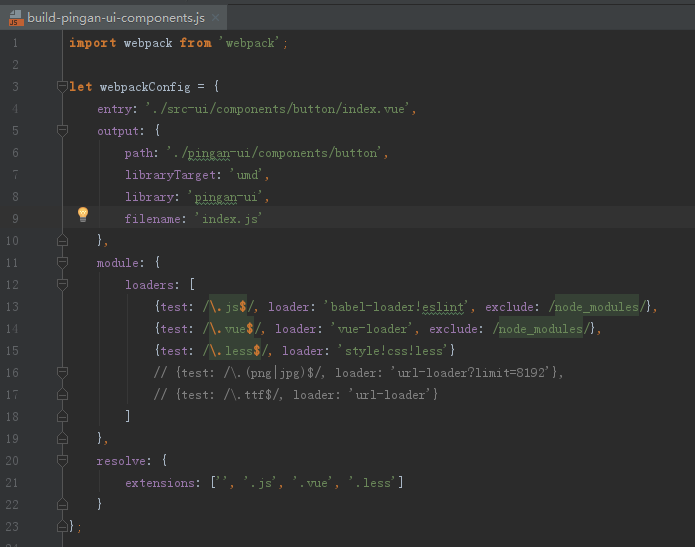 build-pingan-ui-components.js
1 import webpack from 'webpack';
2
3 let webpackConfig = {
4 entry: './src-ui/components/button/index.vue',
5 output: {
6 path: './pingan-ui/components/button',
7 libraryTarget: 'umd',
8 library: 'pingan-ui',
9 filename: 'index.js'
10 },
11 module: {
12 loaders: [
13 {test: /\.js$/, loader: 'babel-loader!eslint', exclude: /node_modules/},
14 {test: /\.vue$/, loader: 'vue-loader', exclude: /node_modules/},
15 {test: /\.less$/, loader: 'style!css!less'}
16 // {test: /\.(png|jpg)$/, loader: 'url-loader?limit=8192'},
17 // {test: /\.ttf$/, loader: 'url-loader'}
18 ]
19 },
20 resolve: {
21 extensions: ['', '.js', '.vue', '.less']
22 }
23 };